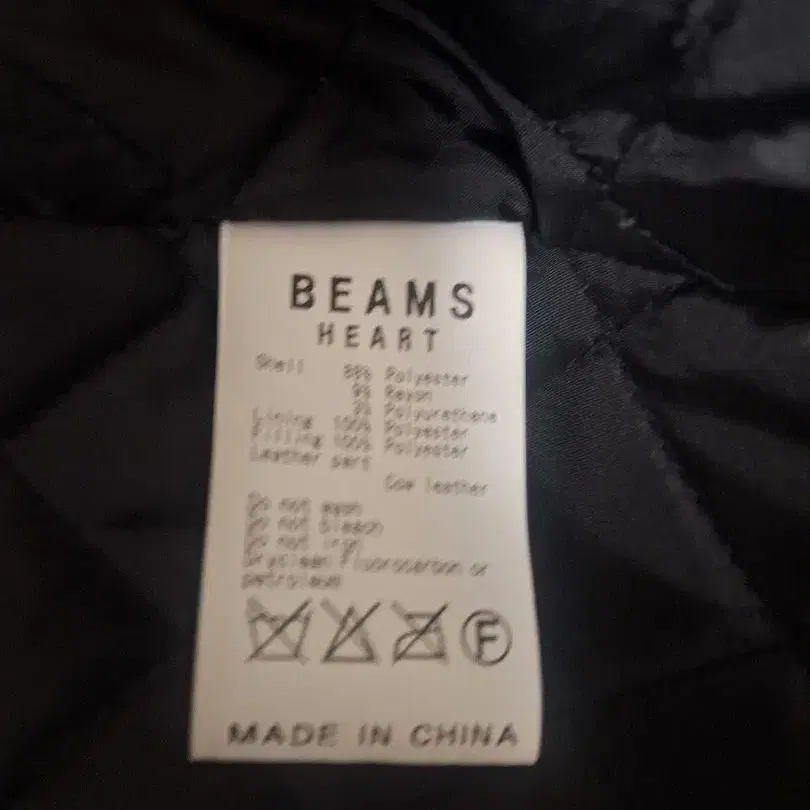 BEAMS
HEART
Shell 88% Polyester
9% Rayon
3% Polyurethane
Lining 100% Polyester
Filling 100% Polyester
Leather part
Cow leather
Do not wash
Do not bleach
Do not iron
Dryclean Fluorocarbon or
petroleum
F
MADE IN CHINA